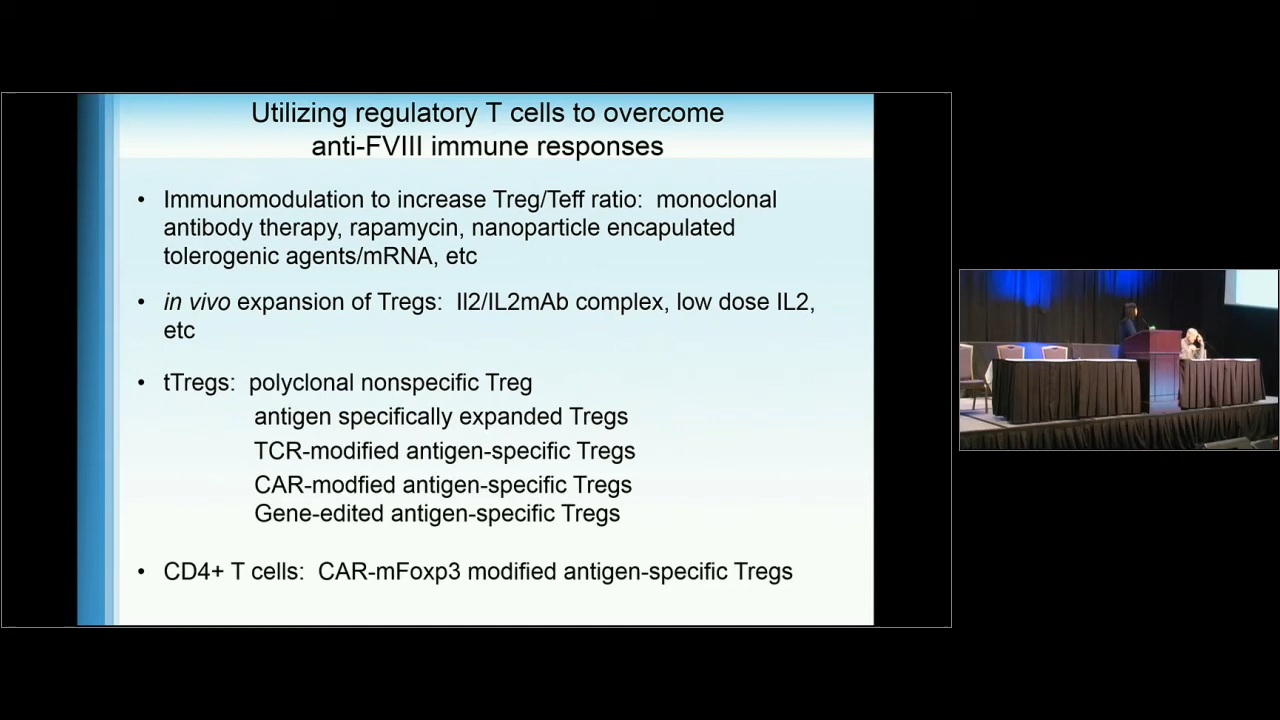 Utilizing regulatory T cells to overcome
anti-FVIII immune responses
• Immunomodulation to increase Treg/Teff ratio: monoclonal
antibody therapy, rapamycin, nanoparticle encapulated
tolerogenic agents/mRNA, etc
• in vivo expansion of Tregs: Il2/IL2mAb complex, low dose IL2,
etc
• tTregs: polyclonal nonspecific Treg
antigen specifically expanded Tregs
TCR-modified antigen-specific Tregs
CAR-modfied antigen-specific Tregs
Gene-edited antigen-specific Tregs
• CD4+ T cells: CAR-mFoxp3 modified antigen-specific Tregs